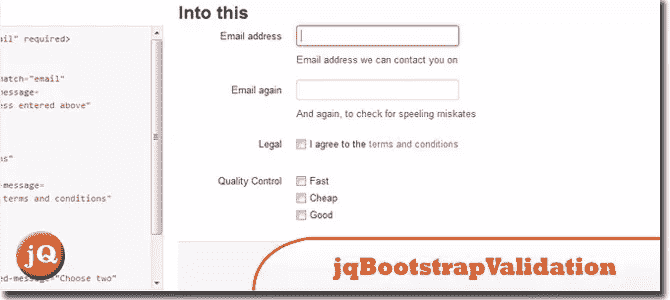 Into this
ail" required>
Email address
Email address we can contact you on
match="email"
message=
ess entered above"
Email again
And again, to check for speeling miskates
Legal
I agree to the terms and conditions
ms"
d-message=
terms and conditions"
Quality Control
Fast
Cheap
Good
jQ
jqBootstrapValidation
ed-message="Choose two"